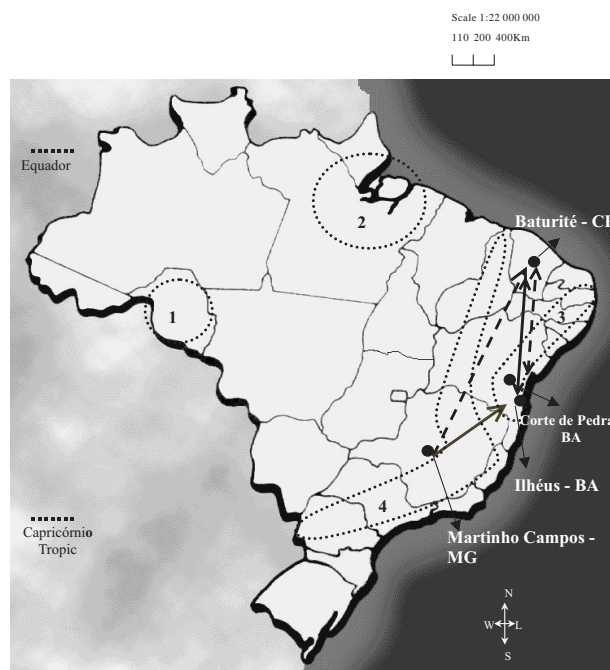 Scale 1:22 000 000
110 200 400Km
Equador
2
Baturité - CE
1
3
Corte de Pedra
BA
Ilhéus - BA
4
Capricórnio
Tropic
Martinho Campos -
MG
N
W L
S